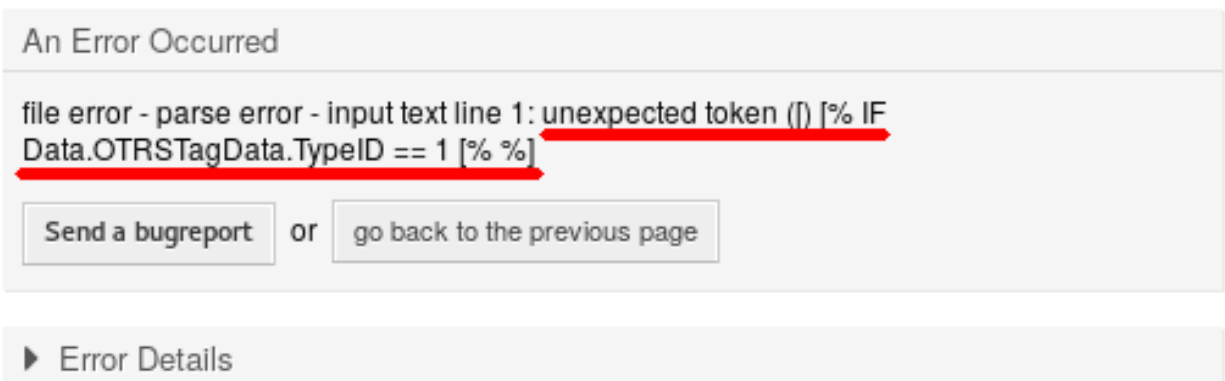 An Error Occurred
file error - parse error - input text line 1: unexpected token ([) [% IF
Data.OTRSTagData.TypeID == 1 [% %]
Send a bugreport or go back to the previous page
Error Details